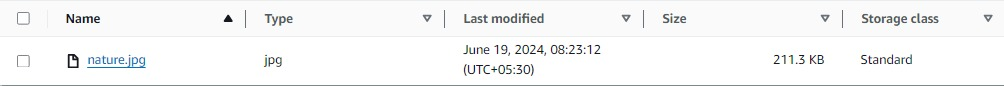 Name Type Last modified Size Storage class
nature.jpg jpg June 19, 2024, 08:23:12 211.3 KB Standard
(UTC+05:30)